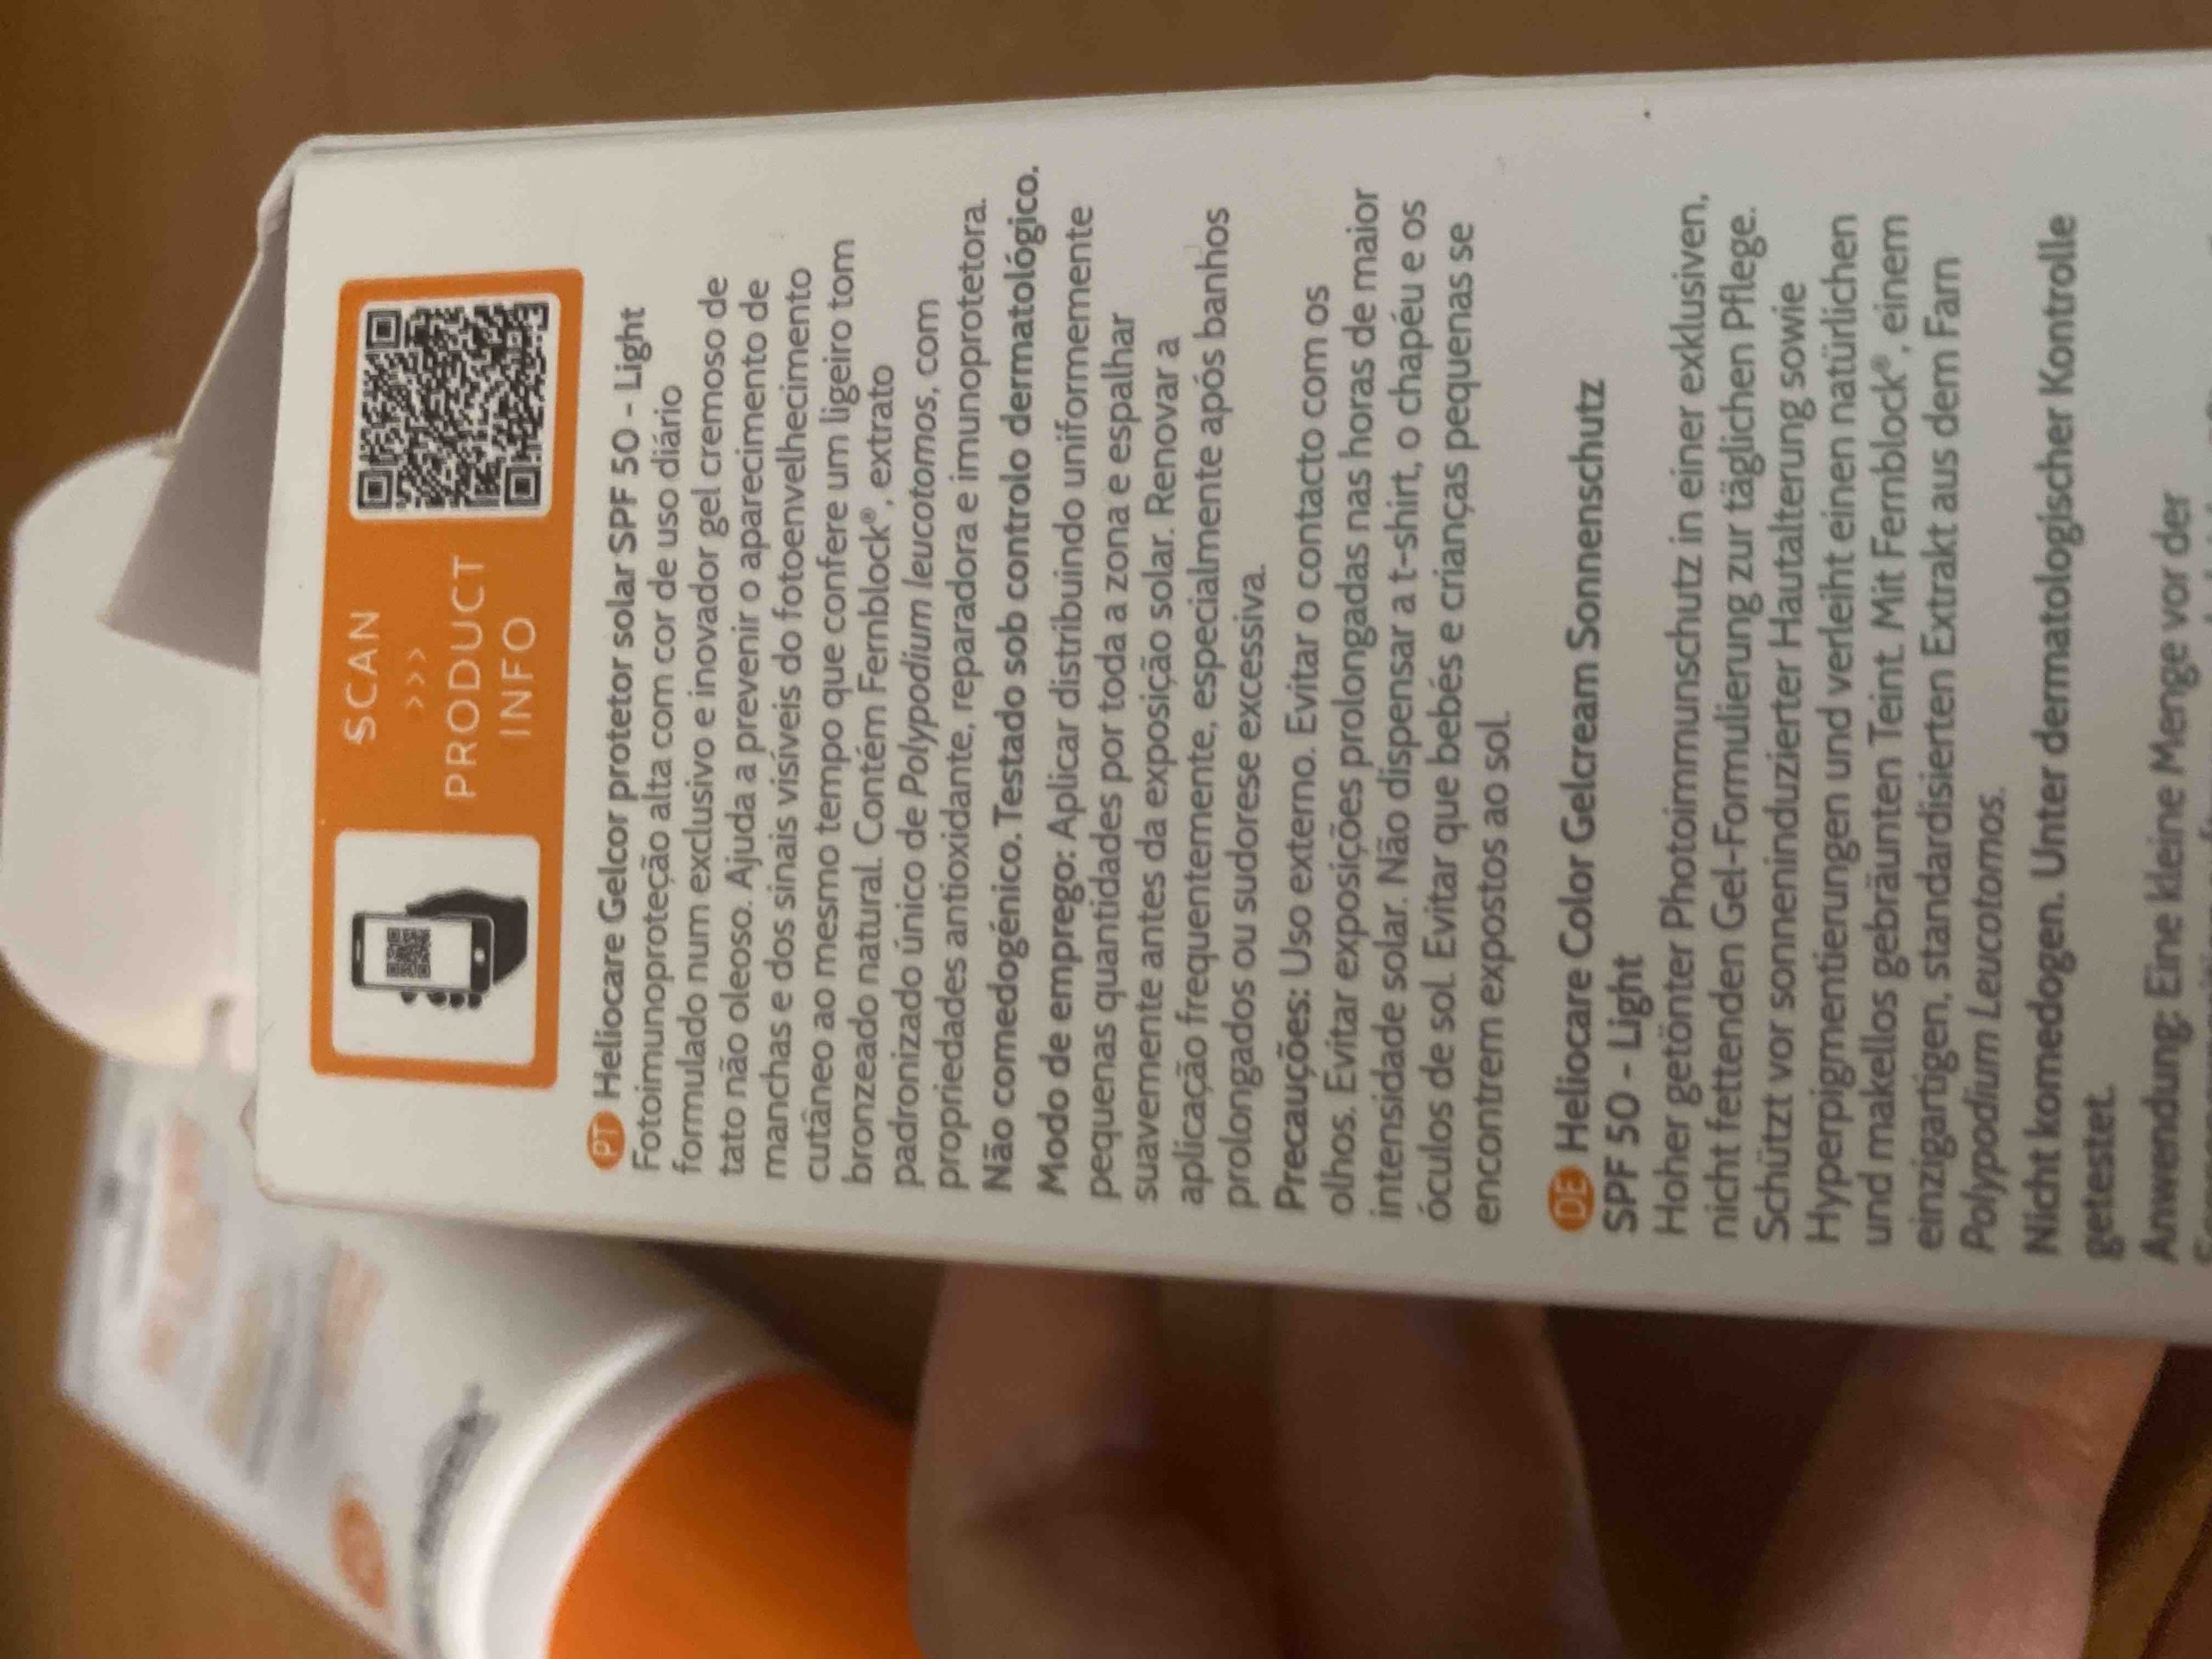 SCAN
>>>
PRODUCT
INFO
PT Heliocare Gelcor protetor solar SPF 50 - Light
Fotoimunoproteção alta com cor de uso diário
formulado num exclusivo e inovador gel cremoso de
tato não oleoso. Ajuda a prevenir o aparecimento de
manchas e dos sinais visíveis do fotoenvelhecimento
cutâneo ao mesmo tempo que confere um ligeiro tom
bronzeado natural. Contém Fernblock®, extrato
padronizado único de Polypodium leucotomos, com
propriedades antioxidante, reparadora e imunoprotetora.
Não comedogénico. Testado sob controlo dermatológico.
Modo de emprego: Aplicar distribuindo uniformemente
pequenas quantidades por toda a zona e espalhar
suavemente antes da exposição solar. Renovar a
aplicação frequentemente, especialmente após banhos
prolongados ou sudorese excessiva.
Precauções: Uso externo. Evitar o contacto com os
olhos. Evitar exposições prolongadas nas horas de maior
intensidade solar. Não dispensar a t-shirt, o chapéu e os
óculos de sol. Evitar que bebés e crianças pequenas se
encontrem expostos ao sol.
DE Heliocare Color Gelcream Sonnenschutz
SPF 50 - Light
Hoher getönter Photoimmunschutz in einer exklusiven,
nicht fettenden Gel-Formulierung zur täglichen Pflege.
Schützt vor sonneninduzierter Hautalterung sowie
Hyperpigmentierungen und verleiht einen natürlichen
und makellos gebräunten Teint. Mit Fernblock®, einem
einzigartigen, standardisierten Extrakt aus dem Farn
Polypodium Leucotomos.
Nicht komedogen. Unter dermatologischer Kontrolle
getestet.
Anwendung: Eine kleine Menge vor der